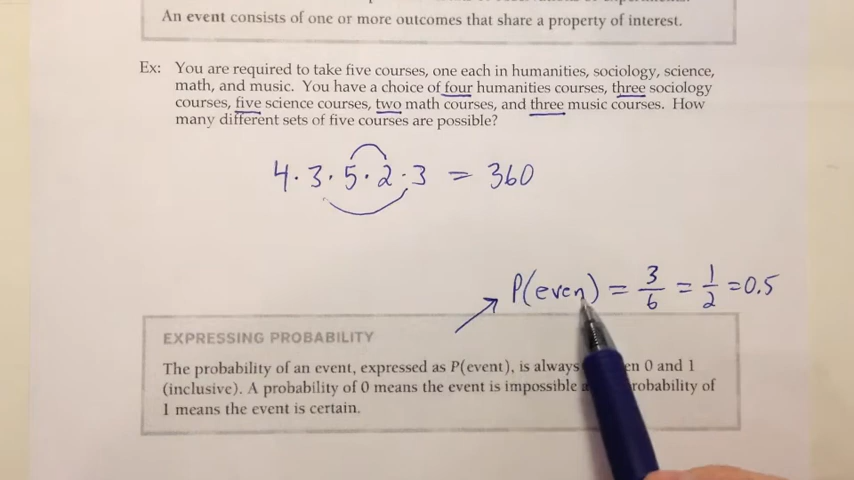 An event consists of one or more outcomes that share a property of interest.
Ex: You are required to take five courses, one each in humanities, sociology, science,
math, and music. You have a choice of four humanities courses, three sociology
courses, five science courses, two math courses, and three music courses. How
many different sets of five courses are possible?
4 · 3 · 5 · 2 · 3 = 360
P(even) = 3/6 = 1/2 = 0.5
EXPRESSING PROBABILITY
The probability of an event, expressed as P(event), is always en 0 and 1
(inclusive). A probability of 0 means the event is impossible a robability of
1 means the event is certain.